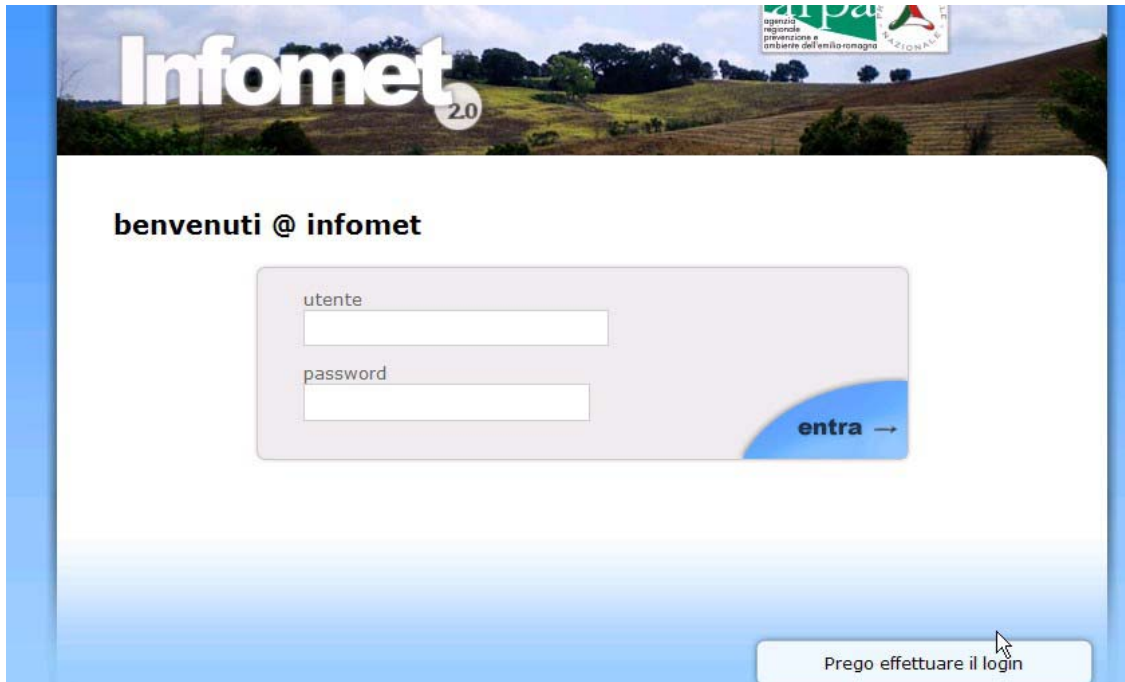 Infomet
2.0
arpa
agenzia
regionale
prevenzione e
ambiente dell'emilia-romagna
NAZIONALE
benvenuti @ infomet
utente
password
entra →
Prego effettuare il login